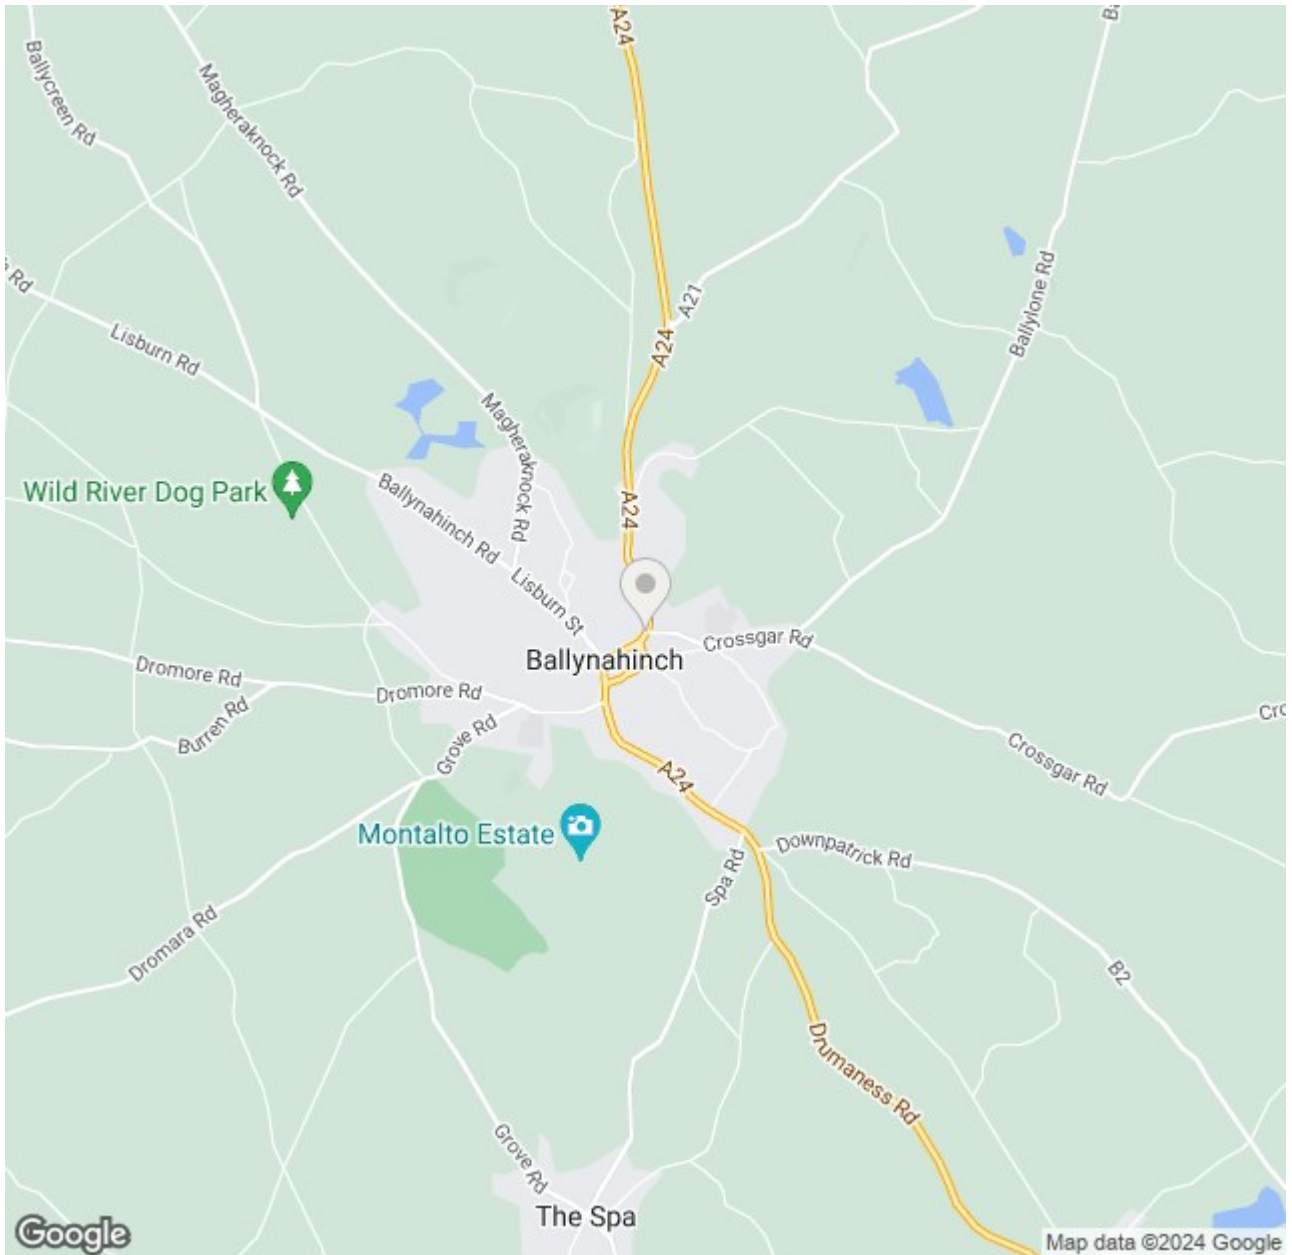 A24
Ba
Ballycreen Rd
Magheraknock Rd
Rd
A21
Ballylone Rd
Lisburn Rd
A24
Magheraknock Rd
Wild River Dog Park
Ballynahinch Rd
A24
Lisburn St
Crossgar Rd
Ballynahinch
Dromore Rd
Dromore Rd
Burren Rd
Grove Rd
Cro
Crossgar Rd
A24
Montalto Estate
Downpatrick Rd
Spa Rd
Dromara Rd
B2
Drumaness Rd
Grove Rd
The Spa
Google
Map data ©2024 Google